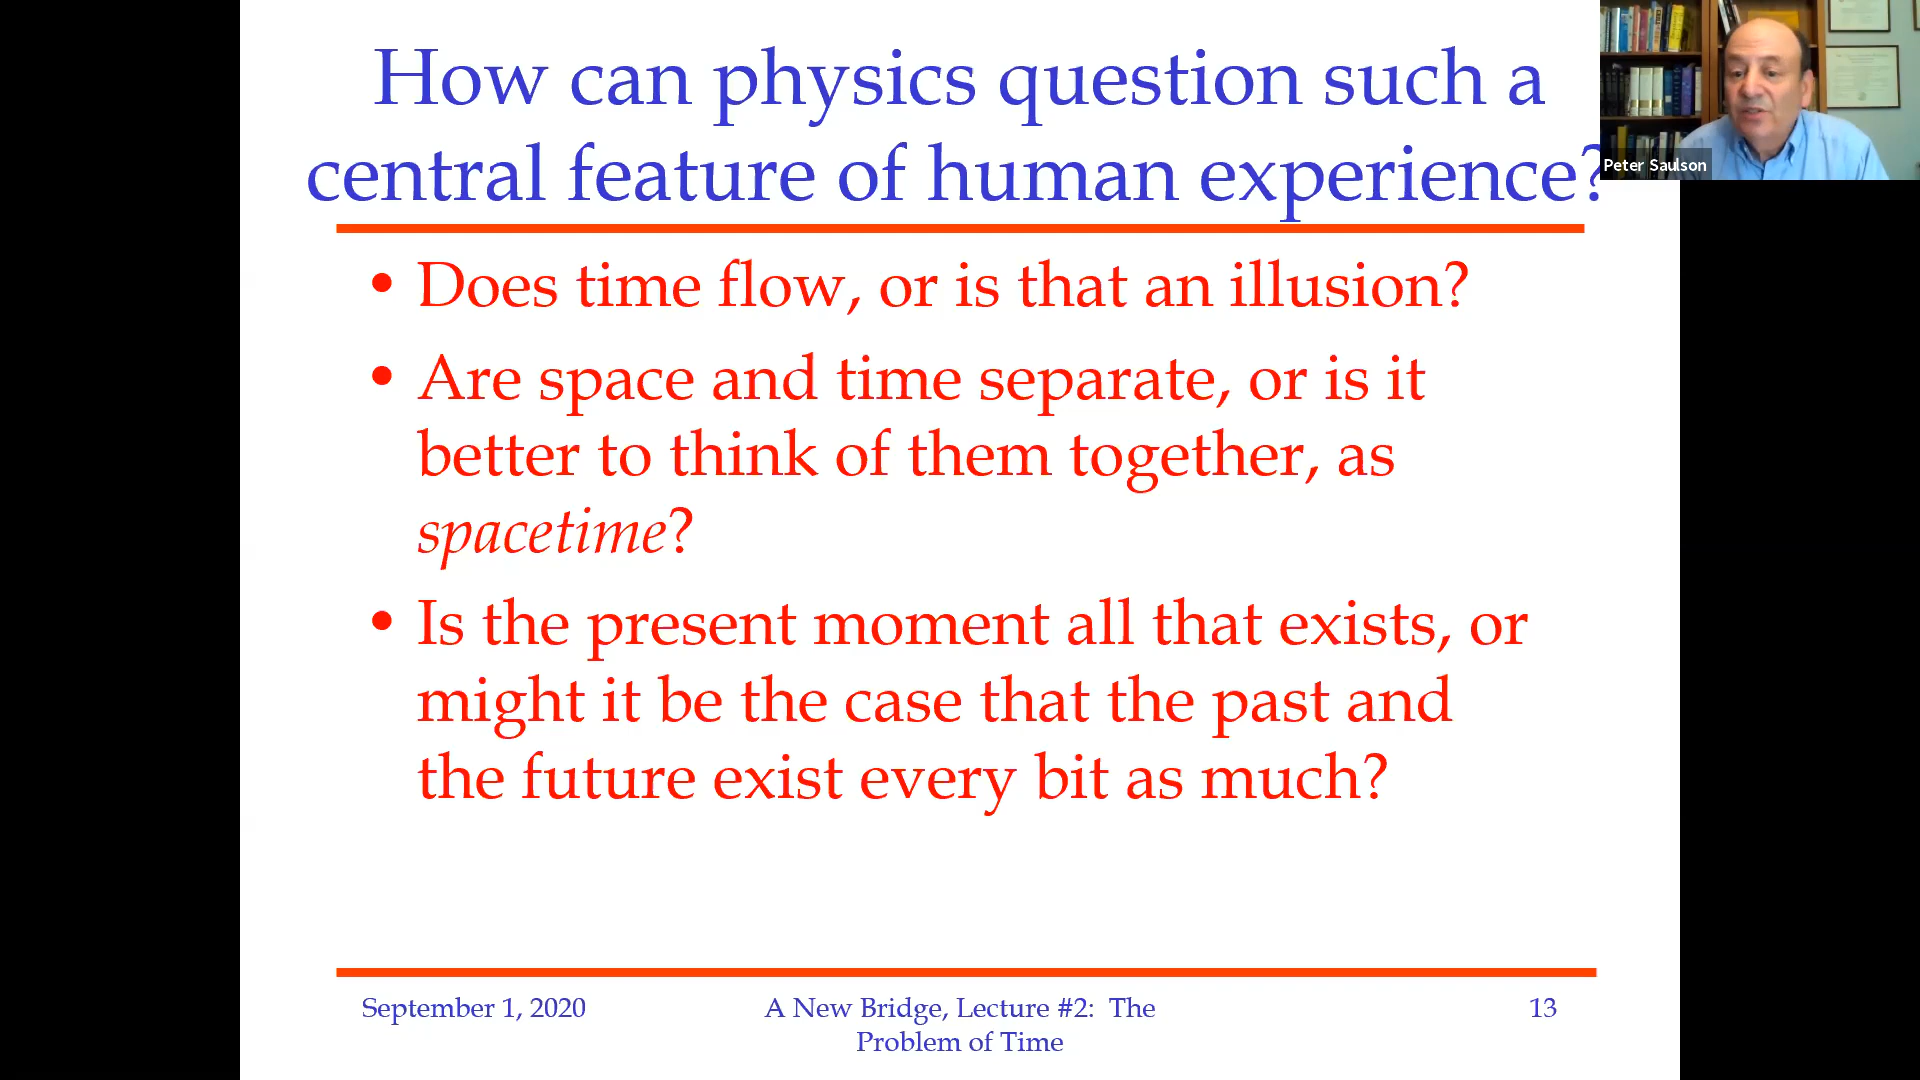 How can physics question such a
central feature of human experience?
Peter Saulson
• Does time flow, or is that an illusion?
• Are space and time separate, or is it
better to think of them together, as
spacetime?
• Is the present moment all that exists, or
might it be the case that the past and
the future exist every bit as much?
September 1, 2020
A New Bridge, Lecture #2: The
Problem of Time
13